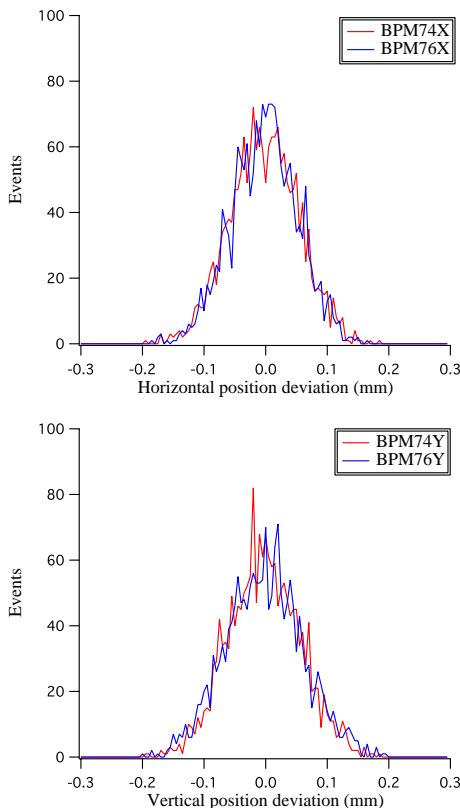 100
80
60
40
20
0
Events
BPM74X
BPM76X
-0.3 -0.2 -0.1 0.0 0.1 0.2 0.3
Horizontal position deviation (mm)
100
80
60
40
20
0
Events
BPM74Y
BPM76Y
-0.3 -0.2 -0.1 0.0 0.1 0.2 0.3
Vertical position deviation (mm)